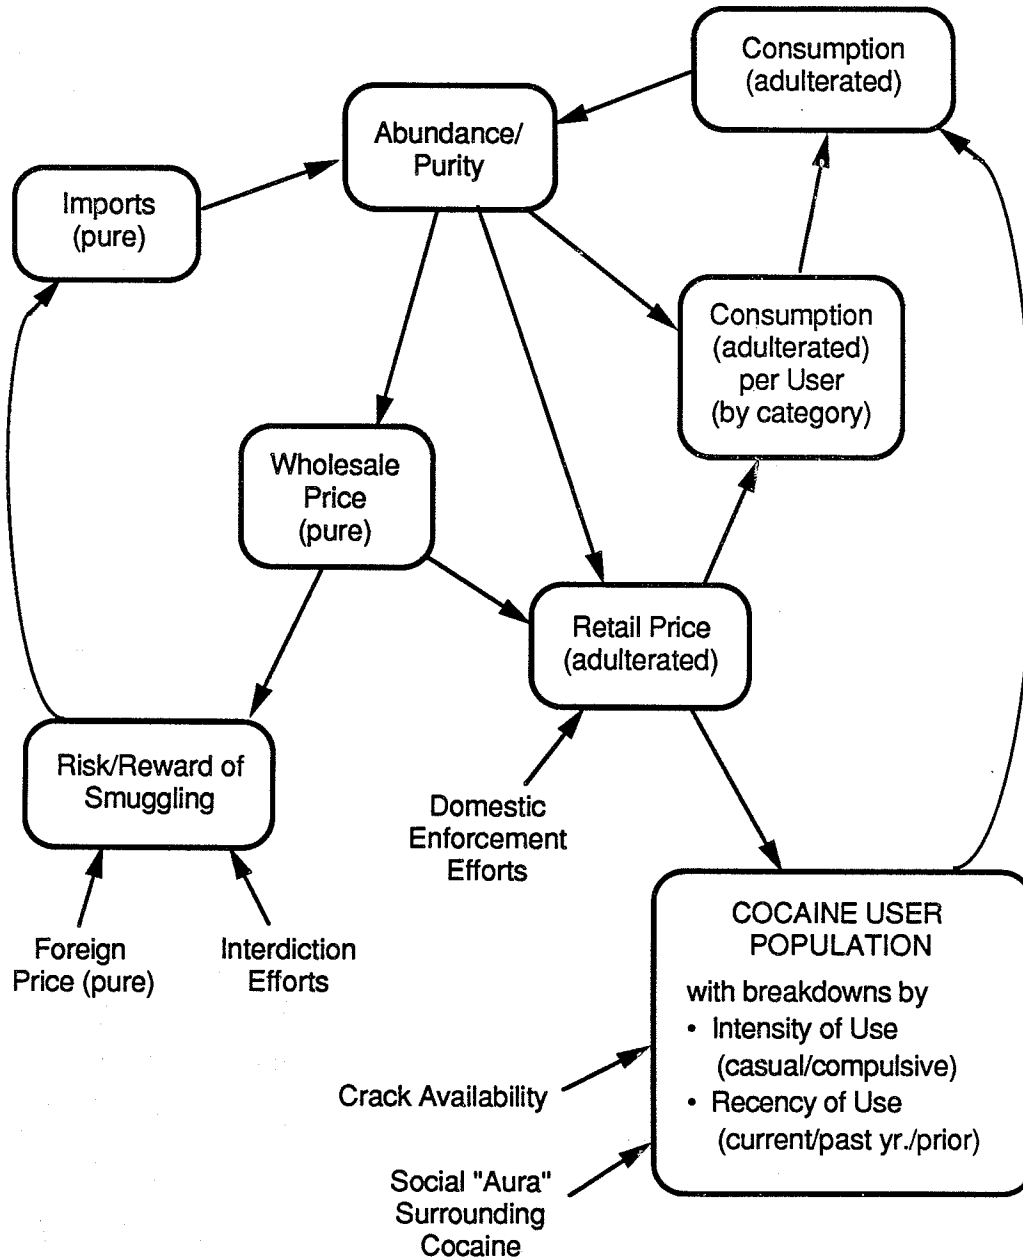 Consumption
(adulterated)
Abundance/
Purity
Imports
(pure)
Consumption
(adulterated)
per User
(by category)
Wholesale
Price
(pure)
Retail Price
(adulterated)
Risk/Reward of
Smuggling
Domestic
Enforcement
Efforts
Foreign
Price (pure)
Interdiction
Efforts
COCAINE USER
POPULATION
with breakdowns by
• Intensity of Use
(casual/compulsive)
• Recency of Use
(current/past yr./prior)
Crack Availability
Social "Aura"
Surrounding
Cocaine